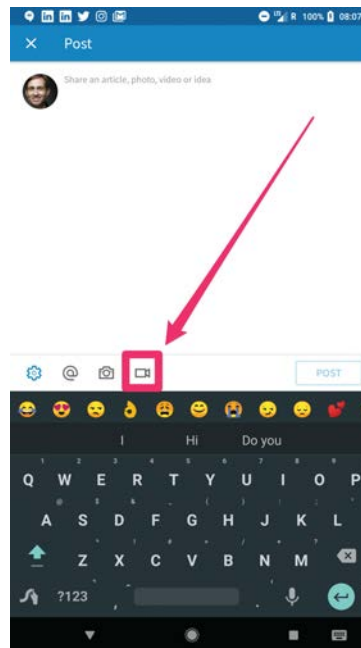 R 100% 08:07
Post
Share an article, photo, video or idea
@
POST
I Hi Do you
1 2 3 4 5 6 7 8 9 0
Q W E R T Y U I O P
A S D F G H J K L
Z X C V B N M
?123 , .